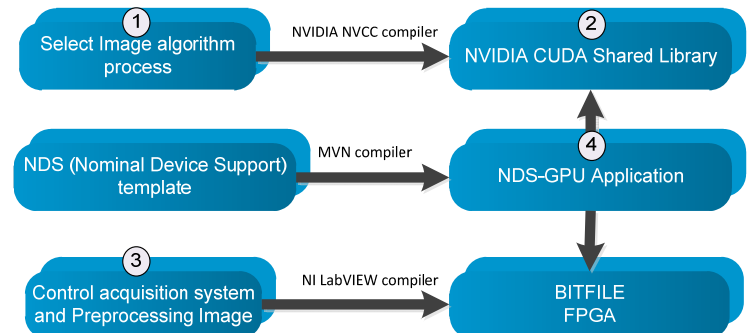 1
Select Image algorithm
process
NVIDIA NVCC compiler
2
NVIDIA CUDA Shared Library
NDS (Nominal Device Support)
template
MVN compiler
4
NDS-GPU Application
3
Control acquisition system
and Preprocessing Image
NI LabVIEW compiler
BITFILE
FPGA